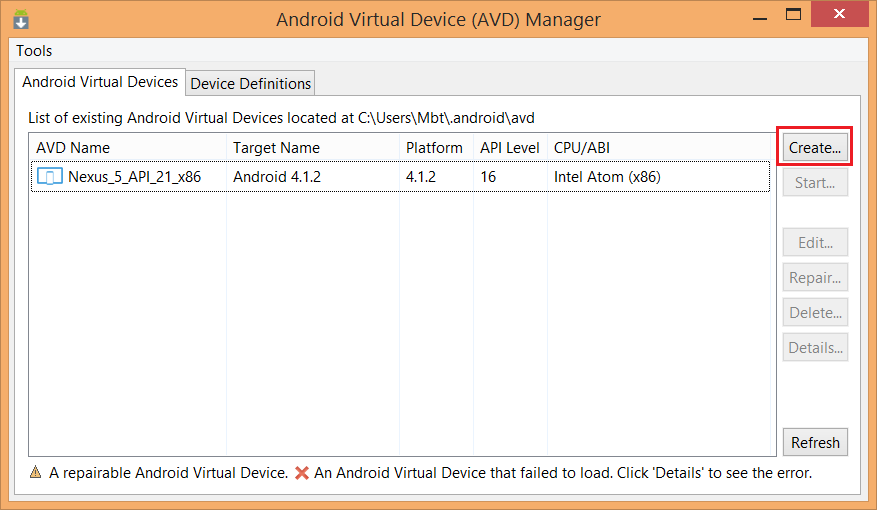 Android Virtual Device (AVD) Manager
Tools
Android Virtual Devices Device Definitions
List of existing Android Virtual Devices located at C:\Users\Mbt\.android\avd
AVD Name Target Name Platform API Level CPU/ABI
Nexus_5_API_21_x86 Android 4.1.2 4.1.2 16 Intel Atom (x86)
Create...
Start...
Edit...
Repair...
Delete...
Details...
Refresh
A repairable Android Virtual Device. An Android Virtual Device that failed to load. Click 'Details' to see the error.